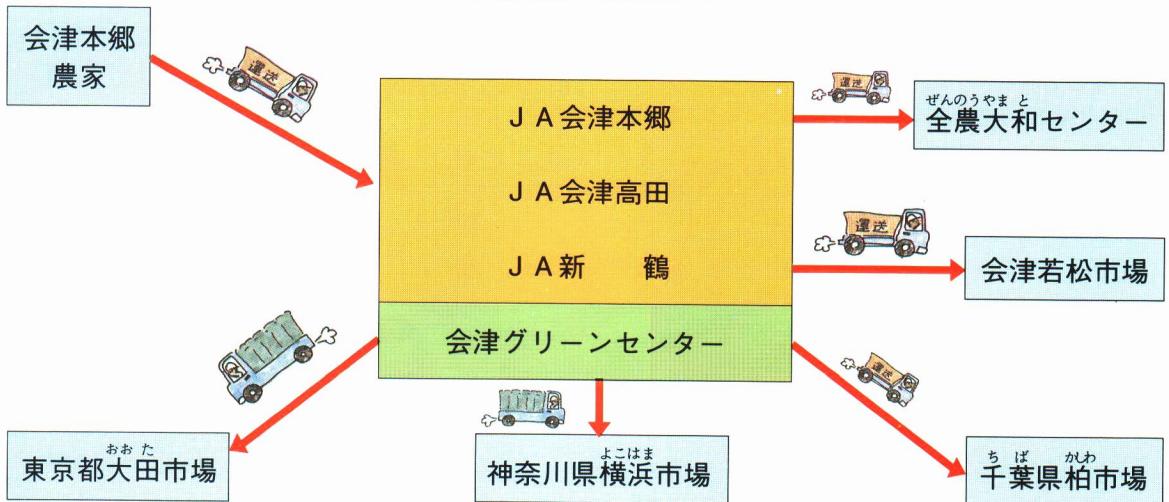 会津本郷
農家
運送
JA会津本郷
JA会津高田
JA新　鶴
会津グリーンセンター
運送
ぜんのうやまと
全農大和センター
運送
会津若松市場
おおた
東京都大田市場
よこはま
神奈川県横浜市場
運送
ちば かしわ
千葉県柏市場